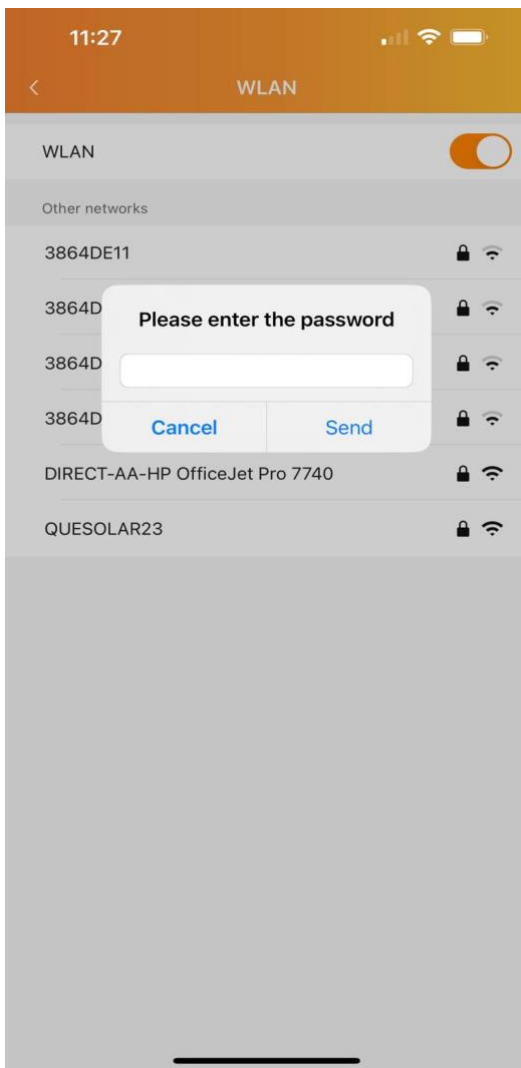 11:27
WLAN
WLAN
Other networks
3864DE11
3864D
Please enter the password
3864D
3864D
Cancel
Send
DIRECT-AA-HP OfficeJet Pro 7740
QUESOLAR23